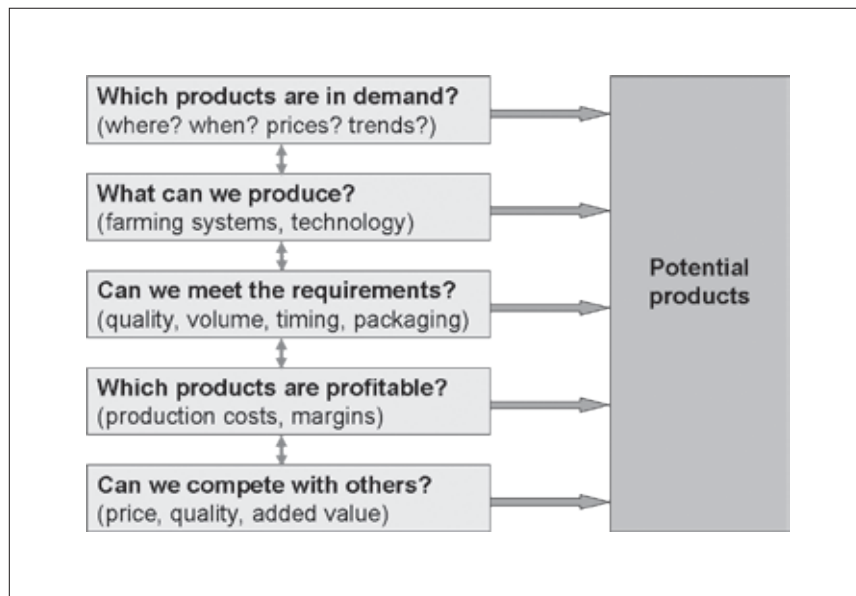 Which products are in demand?
(where? when? prices? trends?)
What can we produce?
(farming systems, technology)
Can we meet the requirements?
(quality, volume, timing, packaging)
Which products are profitable?
(production costs, margins)
Can we compete with others?
(price, quality, added value)
Potential
products